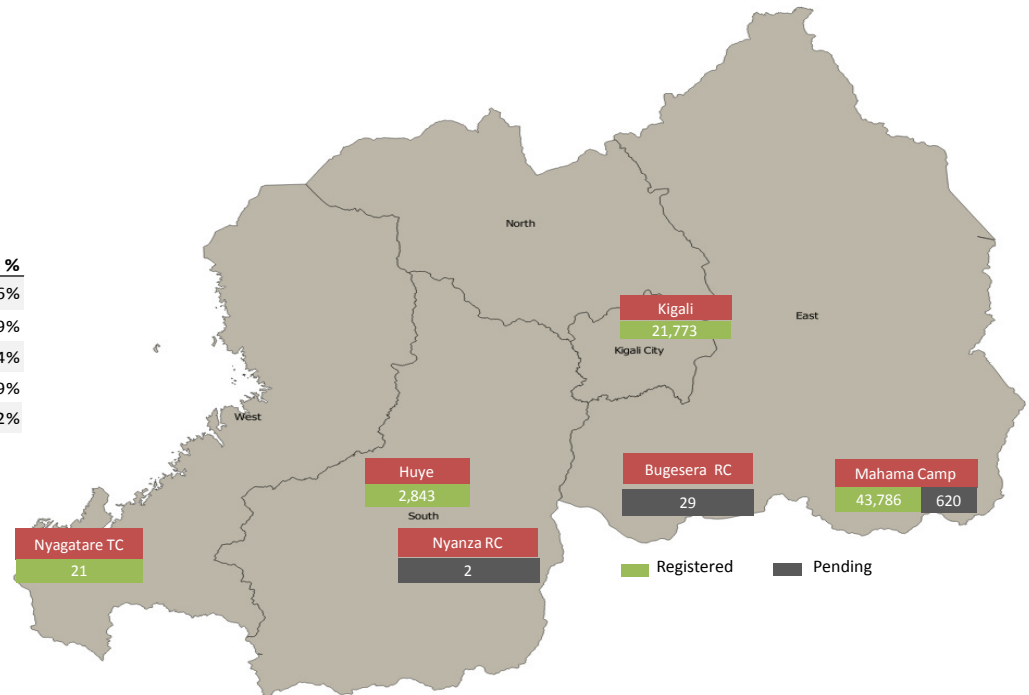 %
9%
4%
9%
2%
North
Kigali
21,773
Kigali City
East
West
Huye
2,843
South
Bugesera RC
29
Mahama Camp
43,786 620
Nyagatare TC
21
Nyanza RC
2
Registered
Pending